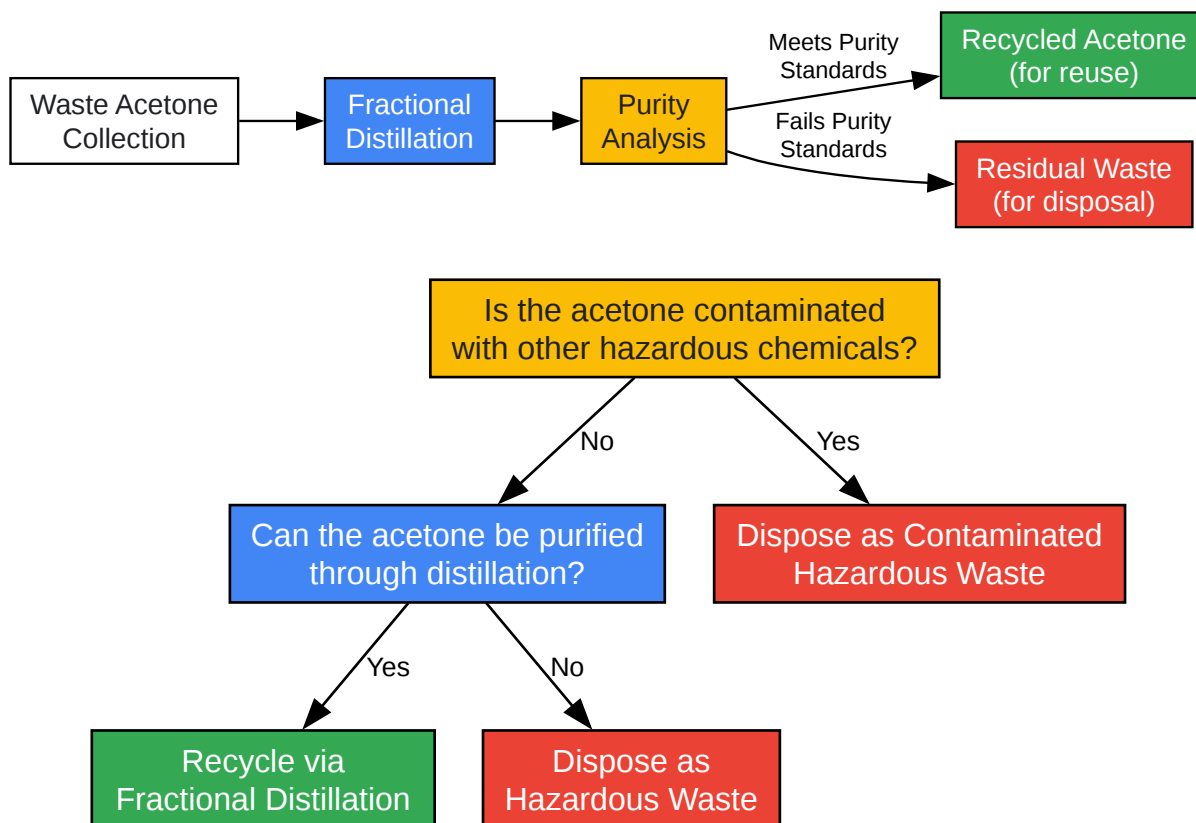 Waste Acetone
Collection
Fractional
Distillation
Purity
Analysis
Meets Purity
Standards
Recycled Acetone
(for reuse)
Fails Purity
Standards
Residual Waste
(for disposal)
Is the acetone contaminated
with other hazardous chemicals?
No
Yes
Can the acetone be purified
through distillation?
Dispose as Contaminated
Hazardous Waste
Yes
No
Recycle via
Fractional Distillation
Dispose as
Hazardous Waste